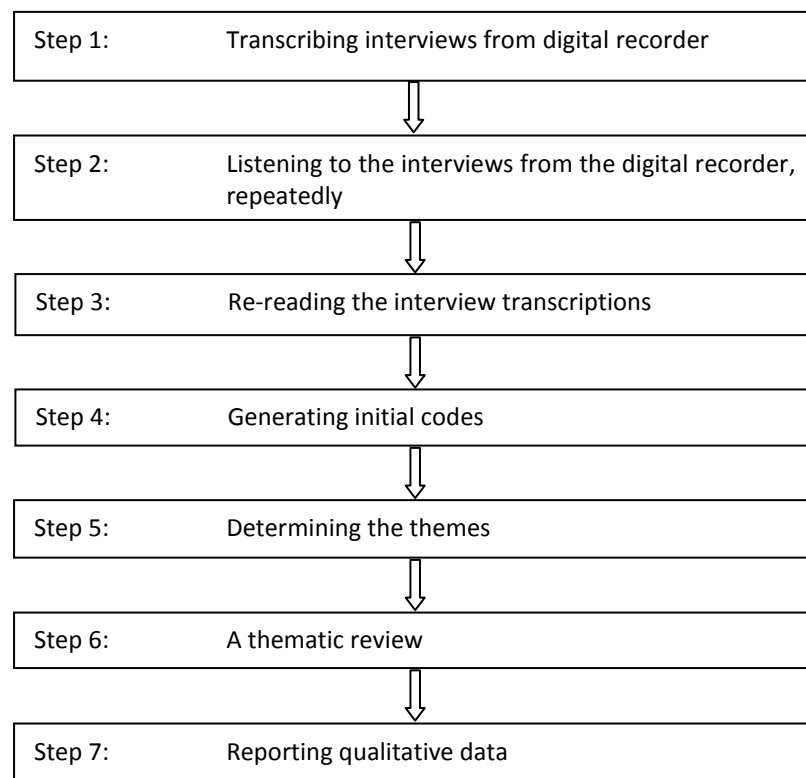 Step 1: Transcribing interviews from digital recorder
Step 2: Listening to the interviews from the digital recorder,
repeatedly
Step 3: Re-reading the interview transcriptions
Step 4: Generating initial codes
Step 5: Determining the themes
Step 6: A thematic review
Step 7: Reporting qualitative data